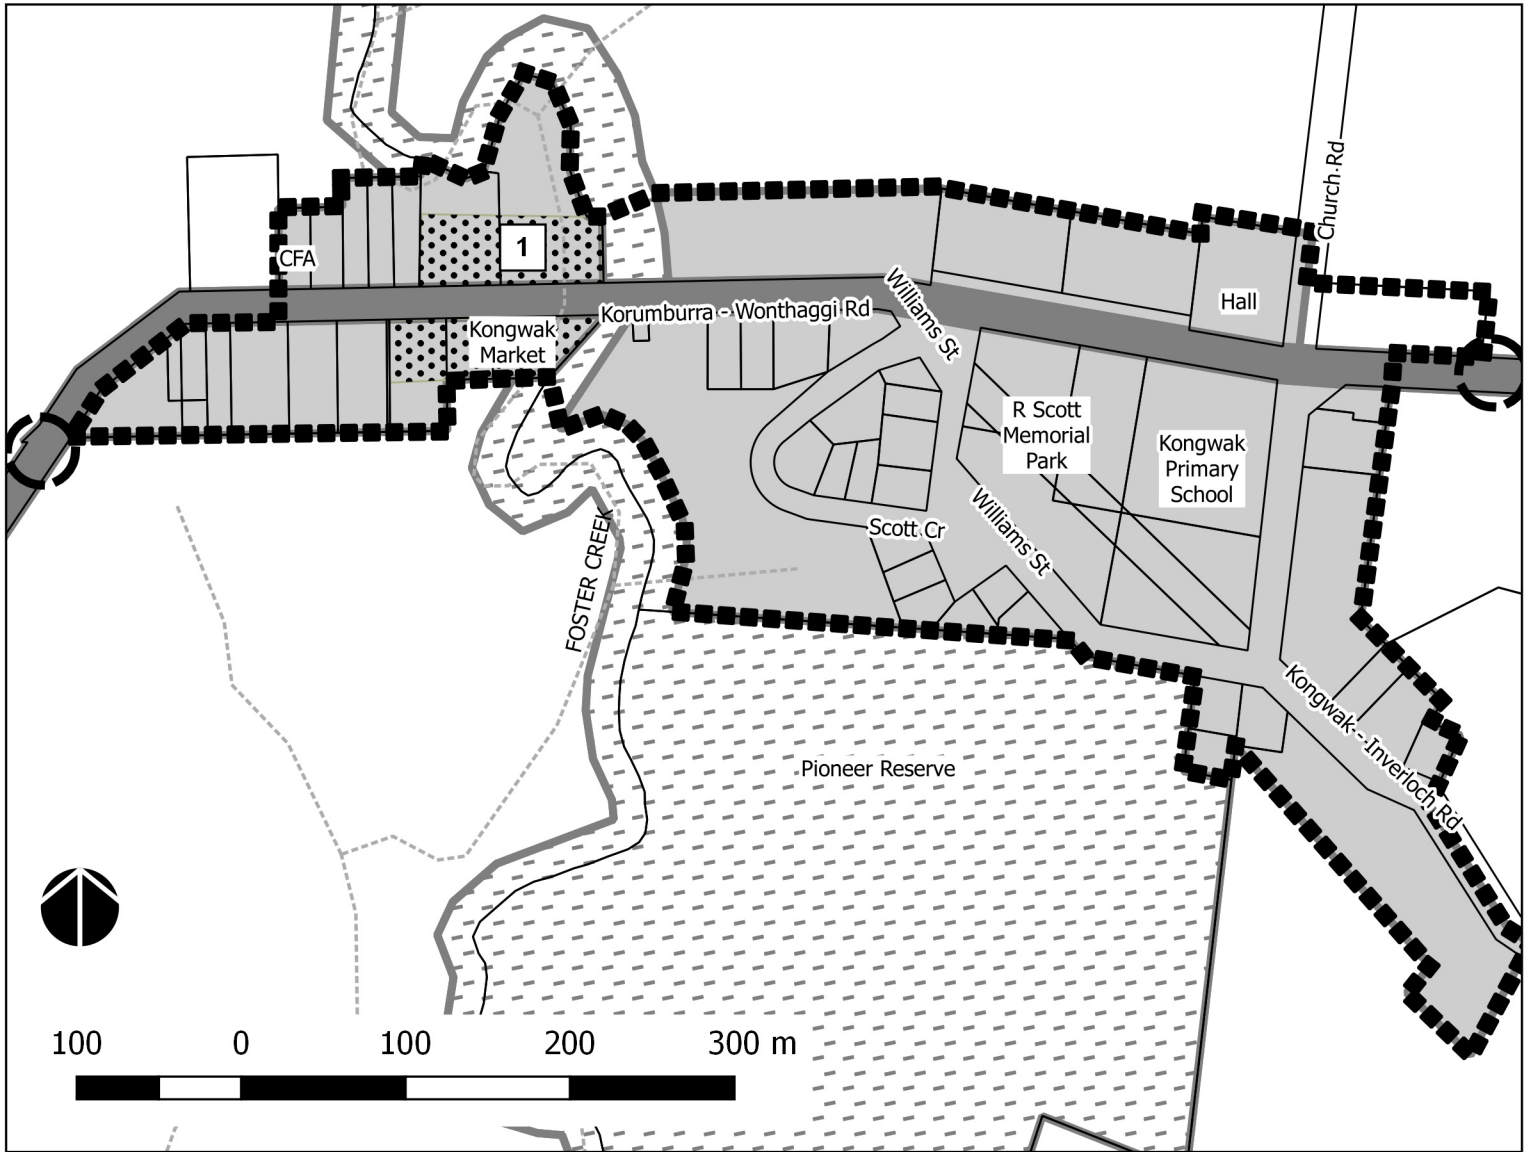 Church Rd
1
CFA
Hall
Korumburra - Wonthaggi Rd
Williams St
Kongwak
Market
R Scott
Memorial
Park
Kongwak
Primary
School
Scott Cr
Williams St
FOSTER CREEK
Kongwak - Inverloch Rd
Pioneer Reserve
100 0 100 200 300 m